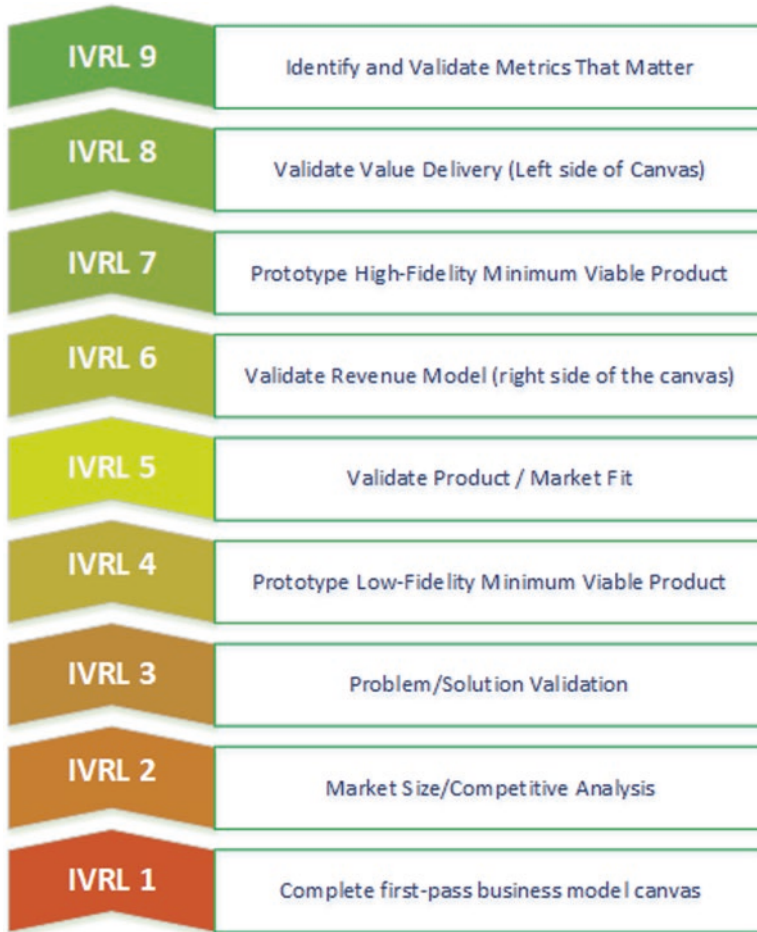 IVRL 9
Identify and Validate Metrics That Matter
IVRL 8
Validate Value Delivery (Left side of Canvas)
IVRL 7
Prototype High-Fidelity Minimum Viable Product
IVRL 6
Validate Revenue Model (right side of the canvas)
IVRL 5
Validate Product / Market Fit
IVRL 4
Prototype Low-Fidelity Minimum Viable Product
IVRL 3
Problem/Solution Validation
IVRL 2
Market Size/Competitive Analysis
IVRL 1
Complete first-pass business model canvas